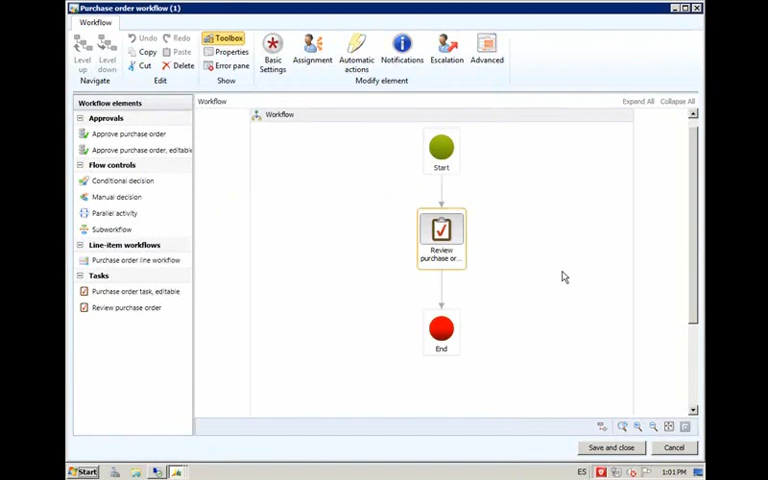 Purchase order workflow (1)
Workflow
Level up
Level down
Navigate
Undo
Redo
Copy
Paste
Cut
Delete
Edit
Toolbox
Properties
Error pane
Show
Basic Settings
Assignment
Automatic actions
Notifications
Escalation
Advanced
Modify element
Workflow elements
Approvals
Approve purchase order
Approve purchase order, editable
Flow controls
Conditional decision
Manual decision
Parallel activity
Subworkflow
Line-item workflows
Purchase order line workflow
Tasks
Purchase order task, editable
Review purchase order
Workflow
Expand All
Collapse All
Workflow
Start
Review
purchase or...
End
Save and close
Cancel
Start
ES
1:01 PM